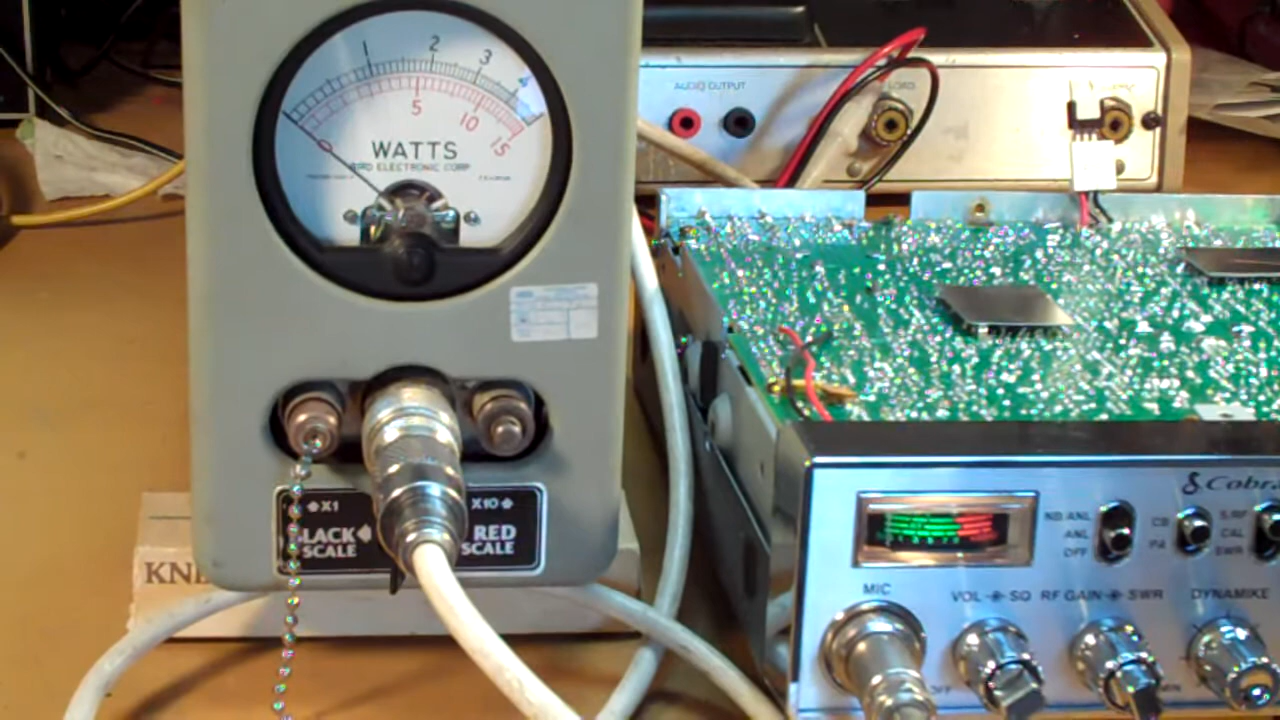 1 2 3 4
0 5 10 15
WATTS
BIRD ELECTRONIC CORP
AUDIO OUTPUT
X1
X10
BLACK
SCALE
RED
SCALE
KNE
Cobra
NB/ANL
ANL
OFF
CB
PA
S/RF
CAL
SWR
MIC
VOL SQ RF GAIN SWR DYNAMIKE
OFF